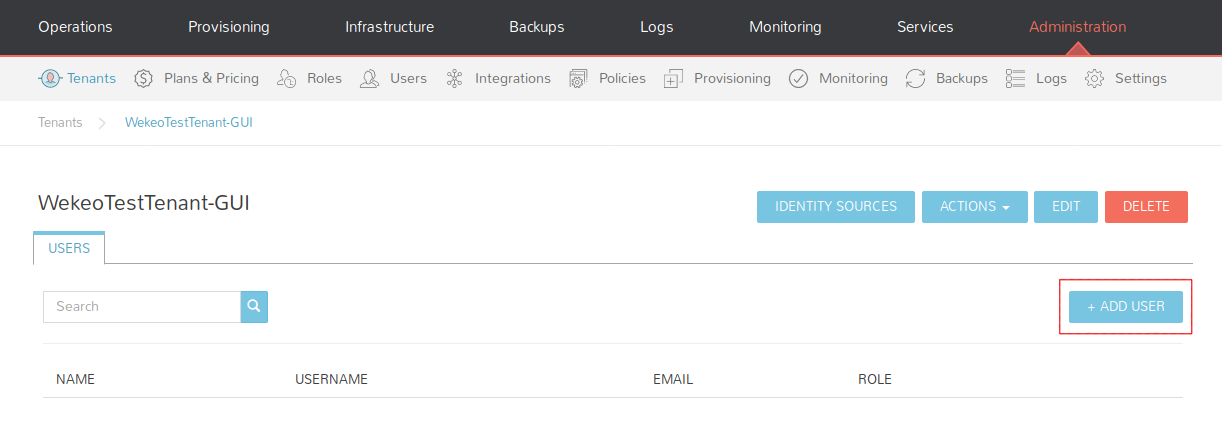 Operations Provisioning Infrastructure Backups Logs Monitoring Services Administration
Tenants Plans & Pricing Roles Users Integrations Policies Provisioning Monitoring Backups Logs Settings
Tenants WekeoTestTenant-GUI
WekeoTestTenant-GUI IDENTITY SOURCES ACTIONS EDIT DELETE
USERS
Search + ADD USER
NAME USERNAME EMAIL ROLE